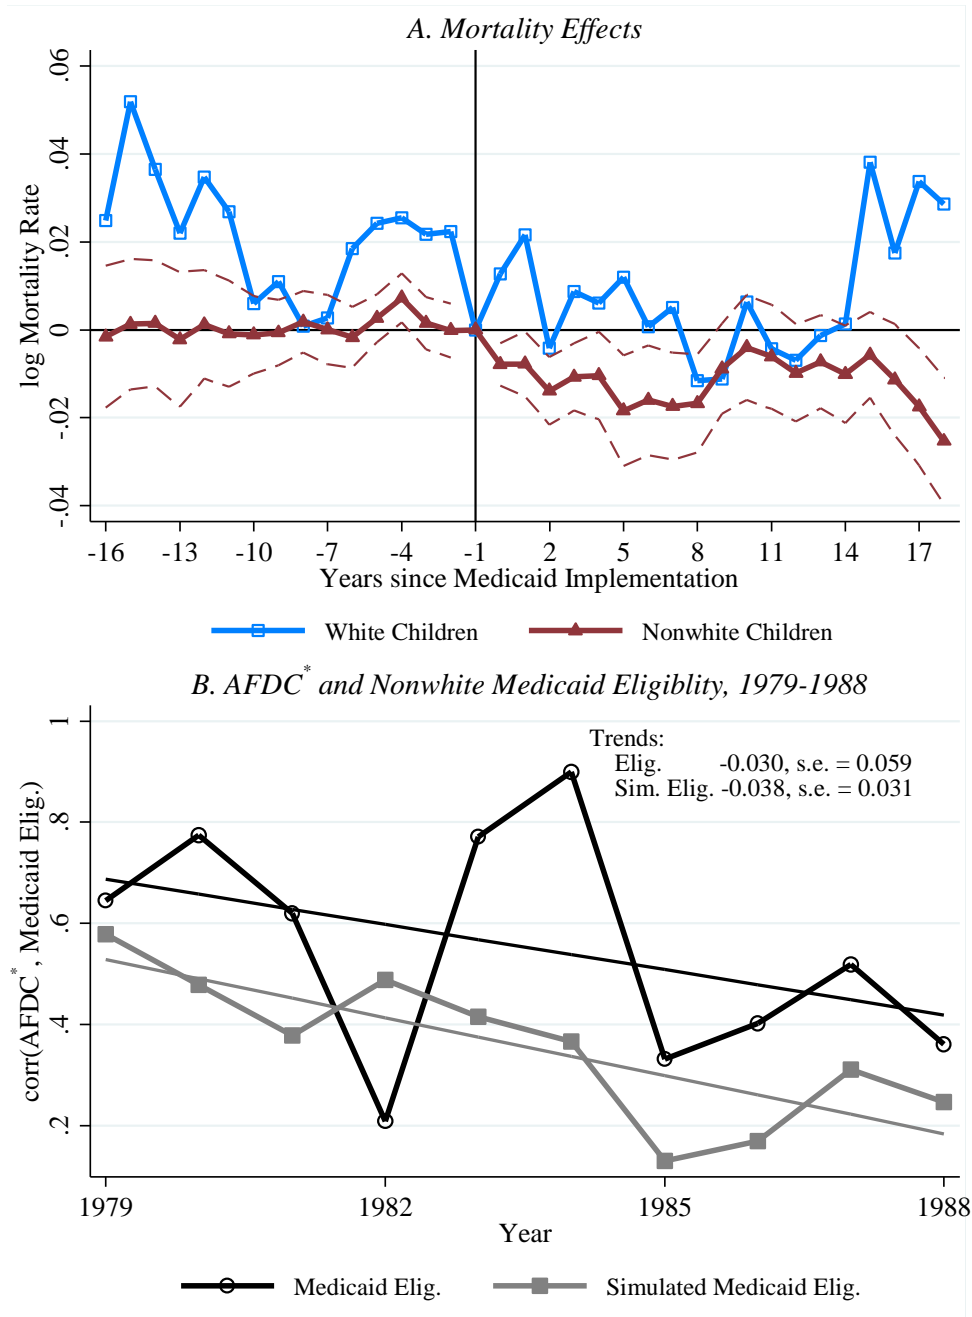 A. Mortality Effects
log Mortality Rate
.06
.04
.02
0
-.02
-.04
-16 -13 -10 -7 -4 -1 2 5 8 11 14 17
Years since Medicaid Implementation
White Children Nonwhite Children
B. AFDC* and Nonwhite Medicaid Eligiblity, 1979-1988
corr(AFDC*, Medicaid Elig.)
1
.8
.6
.4
.2
Trends:
Elig. -0.030, s.e. = 0.059
Sim. Elig. -0.038, s.e. = 0.031
1979 1982 1985 1988
Year
Medicaid Elig. Simulated Medicaid Elig.